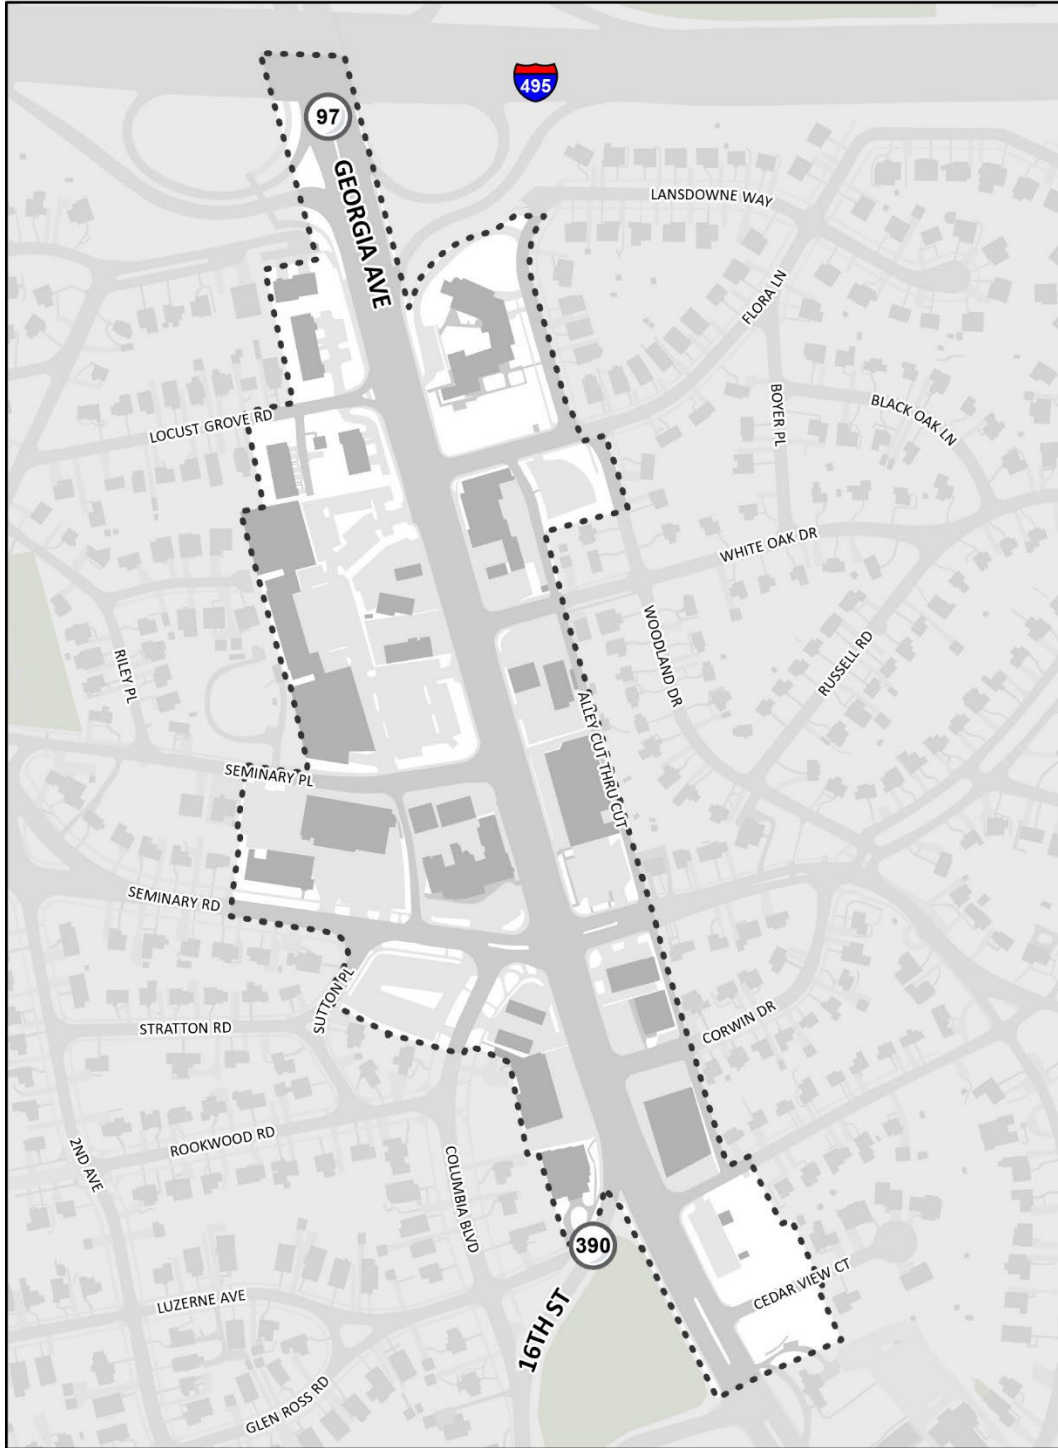 495
97
GEORGIA AVE
LANSDOWNE WAY
FLORA LN
LOCUST GROVE RD
BOYER PL
BLACK OAK LN
WHITE OAK DR
WOODLAND DR
RUSSELL RD
RILEY PL
ALLEY CUT THRU CUT
SEMINARY PL
SEMINARY RD
SUTTON PL
STRATTON RD
CORWIN DR
ROOKWOOD RD
2ND AVE
COLUMBIA BLVD
390
CEDAR VIEW CT
LUZERNE AVE
16TH ST
GLEN ROSS RD